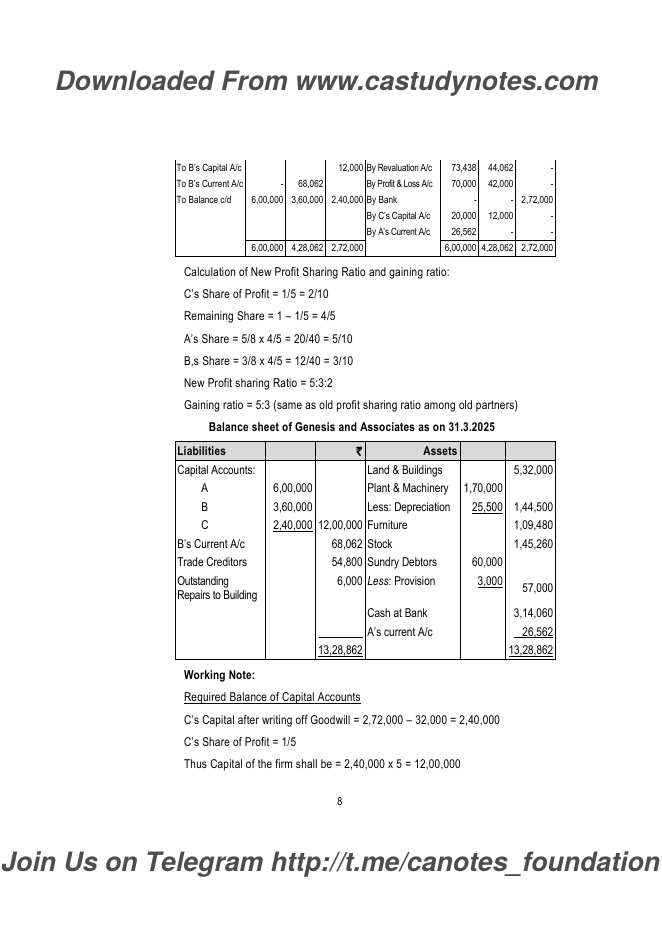 Downloaded From www.castudynotes.com
To B's Capital A/c 12,000 By Revaluation A/c 73,438 44,062 -
To B's Current A/c - 68,062 By Profit & Loss A/c 70,000 42,000 -
To Balance c/d 6,00,000 3,60,000 2,40,000 By Bank - - 2,72,000
By C's Capital A/c 20,000 12,000 -
By A's Current A/c 26,562 - -
6,00,000 4,28,062 2,72,000 6,00,000 4,28,062 2,72,000
Calculation of New Profit Sharing Ratio and gaining ratio:
C's Share of Profit = 1/5 = 2/10
Remaining Share = 1 – 1/5 = 4/5
A's Share = 5/8 x 4/5 = 20/40 = 5/10
B,s Share = 3/8 x 4/5 = 12/40 = 3/10
New Profit sharing Ratio = 5:3:2
Gaining ratio = 5:3 (same as old profit sharing ratio among old partners)
Balance sheet of Genesis and Associates as on 31.3.2025
Liabilities ₹ Assets
Capital Accounts: Land & Buildings 5,32,000
A 6,00,000 Plant & Machinery 1,70,000
B 3,60,000 Less: Depreciation 25,500 1,44,500
C 2,40,000 12,00,000 Furniture 1,09,480
B's Current A/c 68,062 Stock 1,45,260
Trade Creditors 54,800 Sundry Debtors 60,000
Outstanding 6,000 Less: Provision 3,000 57,000
Repairs to Building
Cash at Bank 3,14,060
A's current A/c 26,562
13,28,862 13,28,862
Working Note:
Required Balance of Capital Accounts
C's Capital after writing off Goodwill = 2,72,000 – 32,000 = 2,40,000
C's Share of Profit = 1/5
Thus Capital of the firm shall be = 2,40,000 x 5 = 12,00,000
8
Join Us on Telegram http://t.me/canotes_foundation